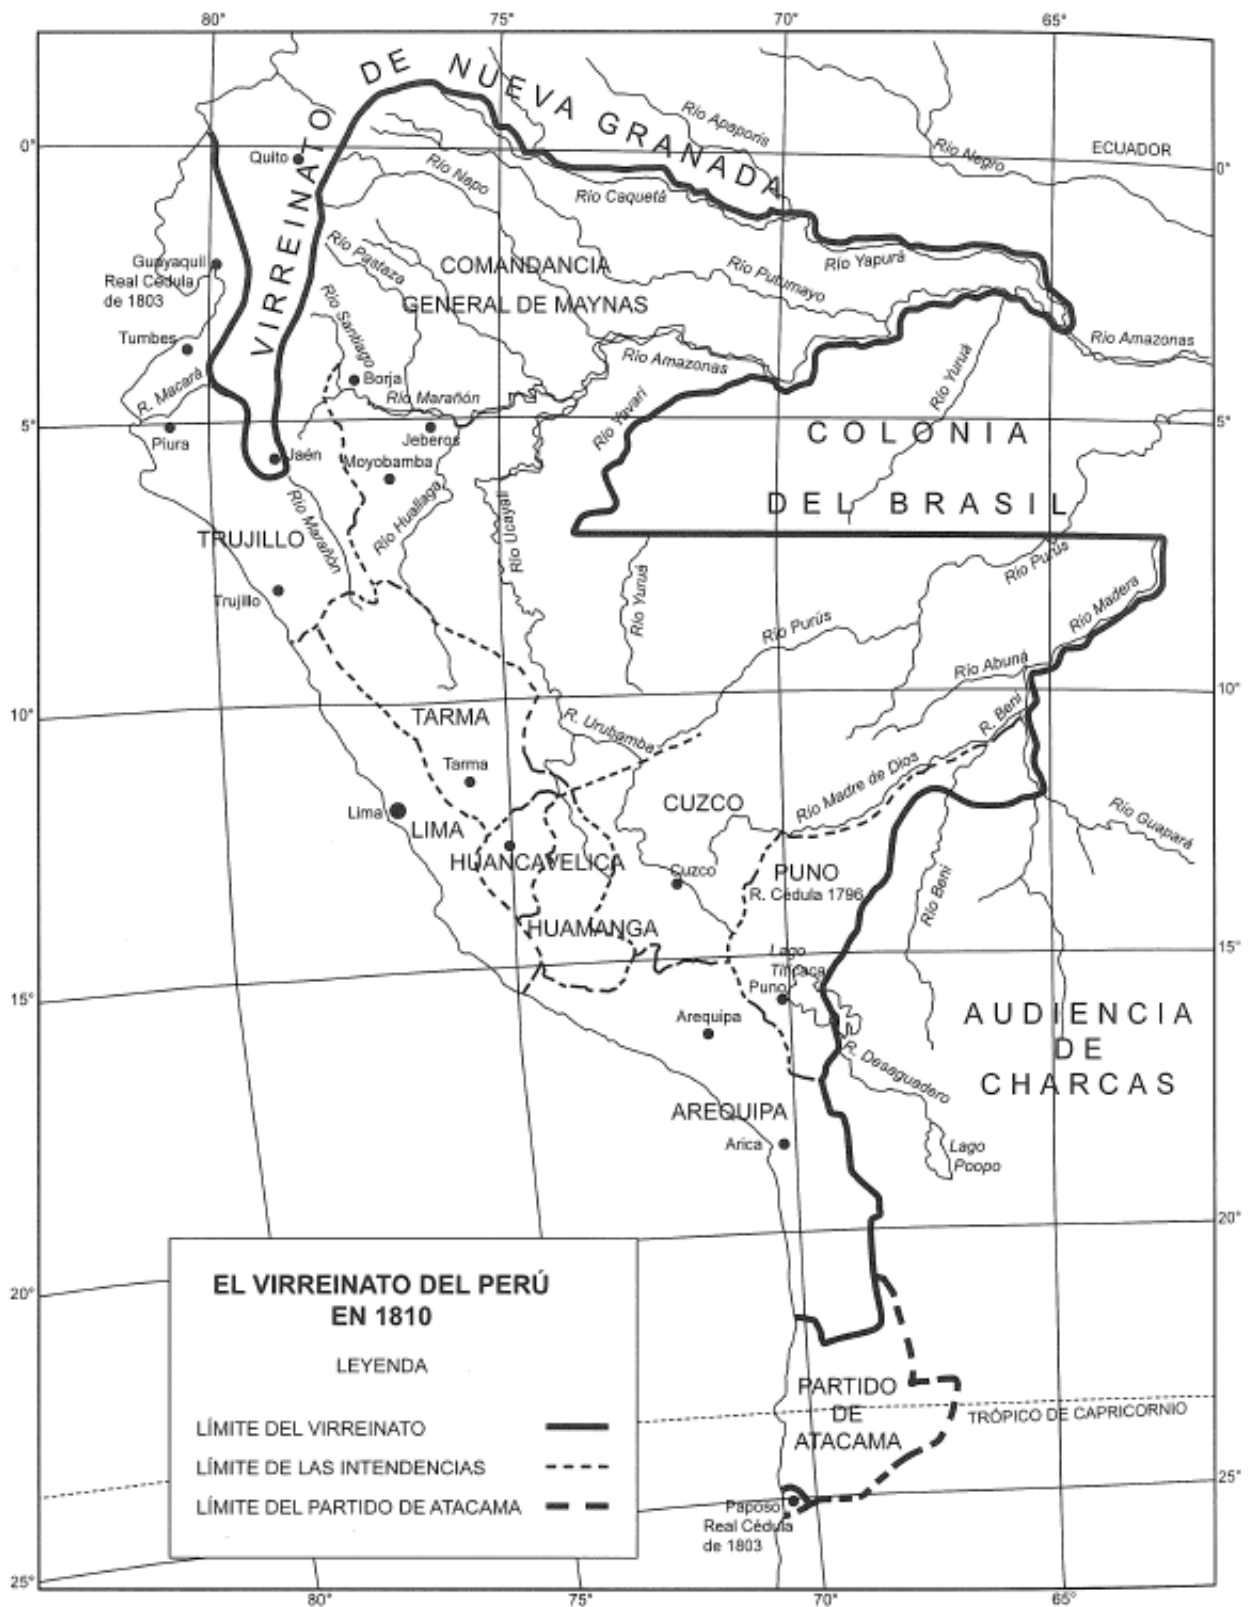 80°
75°
70°
65°
VIRREINATO DE NUEVA GRANADA
Río Apaporis
Río Negro
ECUADOR
0°
0°
Quito
Río Napo
Río Caquetá
Guayaquil
Real Cédula
de 1803
Río Pastaza
COMANDANCIA
GENERAL DE MAYNAS
Río Putumayo
Río Yapurá
Río Santiago
Tumbes
Río Amazonas
Río Amazonas
R. Macará
Borja
Río Marañón
Río Yavarí
Río Yuruá
5°
5°
Piura
Jeberos
Jaén
Moyobamba
COLONIA
DEL BRASIL
Río Marañón
Río Huallaga
Río Ucayali
TRUJILLO
Trujillo
Río Yuruá
Río Purús
Río Purús
Río Madera
Río Abuná
10°
10°
TARMA
R. Urubamba
R. Beni
Tarma
Río Madre de Dios
CUZCO
Río Guapará
Lima
LIMA
HUANCAVELICA
Cuzco
PUNO
R. Cédula 1796
Río Beni
HUAMANGA
15°
15°
Lago
Titicaca
Puno
Arequipa
R. Desaguadero
AUDIENCIA
DE
CHARCAS
AREQUIPA
Arica
Lago
Poopo
20°
20°
EL VIRREINATO DEL PERÚ
EN 1810
LEYENDA
LÍMITE DEL VIRREINATO
LÍMITE DE LAS INTENDENCIAS
LÍMITE DEL PARTIDO DE ATACAMA
PARTIDO
DE
ATACAMA
TRÓPICO DE CAPRICORNIO
25°
25°
Paposo
Real Cédula
de 1803
80°
75°
70°
65°